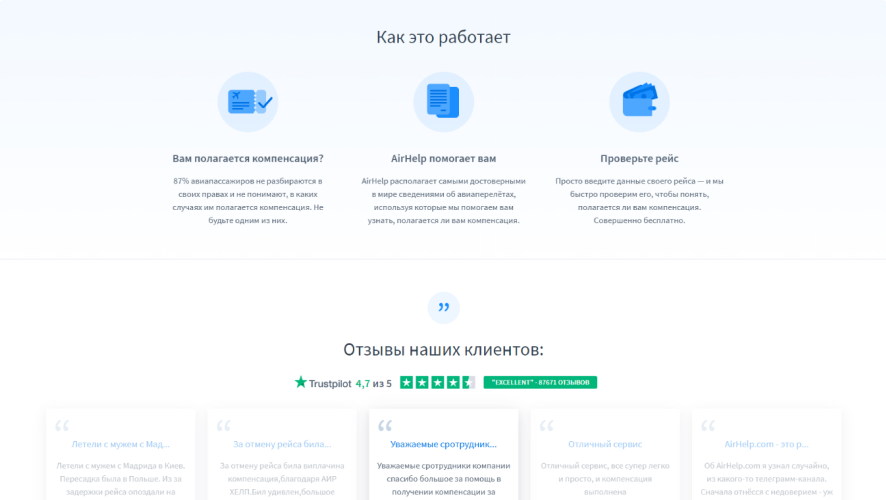 Как это работает
Вам полагается компенсация?
87% авиапассажиров не разбираются в
своих правах и не понимают, в каких
случаях им полагается компенсация. Не
будьте одним из них.
AirHelp помогает вам
AirHelp располагает самыми достоверными
в мире сведениями об авиаперелётах,
используя которые мы помогаем вам
узнать, полагается ли вам компенсация.
Проверьте рейс
Просто введите данные своего рейса — и мы
быстро проверим его, чтобы понять,
полагается ли вам компенсация.
Совершенно бесплатно.
Отзывы наших клиентов:
Trustpilot 4,7 из 5
"EXCELLENT" - 87671 ОТЗЫВОВ
Летели с мужем с Мад...
Летели с мужем с Мадрида в Киев.
Пересадка была в Польше. Из за
задержки рейса опоздали на
За отмену рейса била...
За отмену рейса била виплачина
компенсация,благодаря АИР
ХЕЛП.Бил удивлен,большое
Уважаемые сротрудник...
Уважаемые сротрудники компании
спасибо большое за помощь в
получении компенсации за
Отличный сервис
Отличный сервис, все супер легко
и просто, и компенсация
выполнена
AirHelp.com - это р...
Об AirHelp.com я узнал случайно,
из какого-то телеграмм-канала.
Сначала отнёсся с недоверием - уж